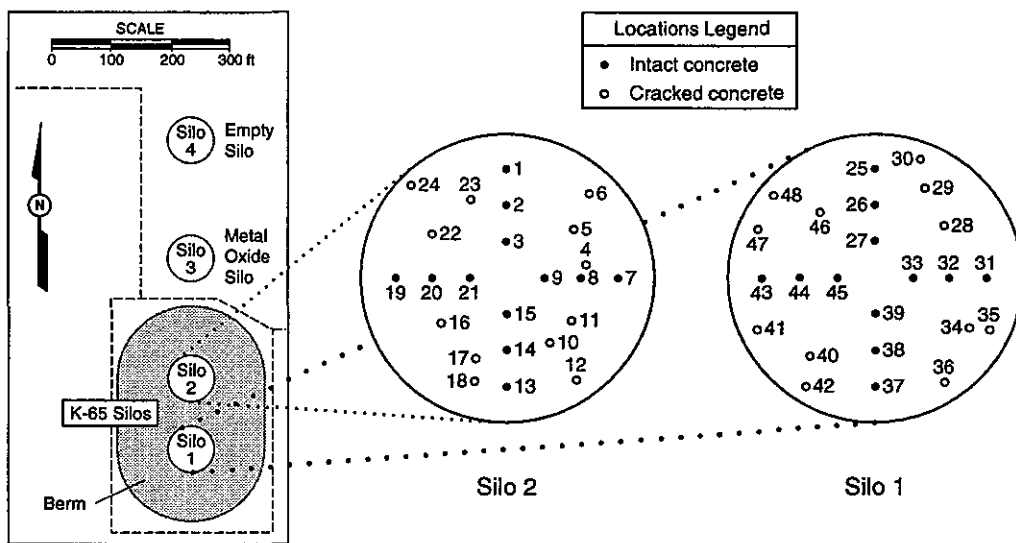 SCALE
0 100 200 300 ft
Locations Legend
Intact concrete
Cracked concrete
N
Silo 4
Empty Silo
Silo 3
Metal Oxide Silo
Silo 2
K-65 Silos
Silo 1
Berm
1
24 23 6
2
5
22 3 4
19 20 21 9 8 7
15
16 11
14 10
17
18 13 12
Silo 2
30
25
29
48 26
46
28
47 27
33 32 31
43 44 45
39
41 34 35
38
40
36
42 37
Silo 1